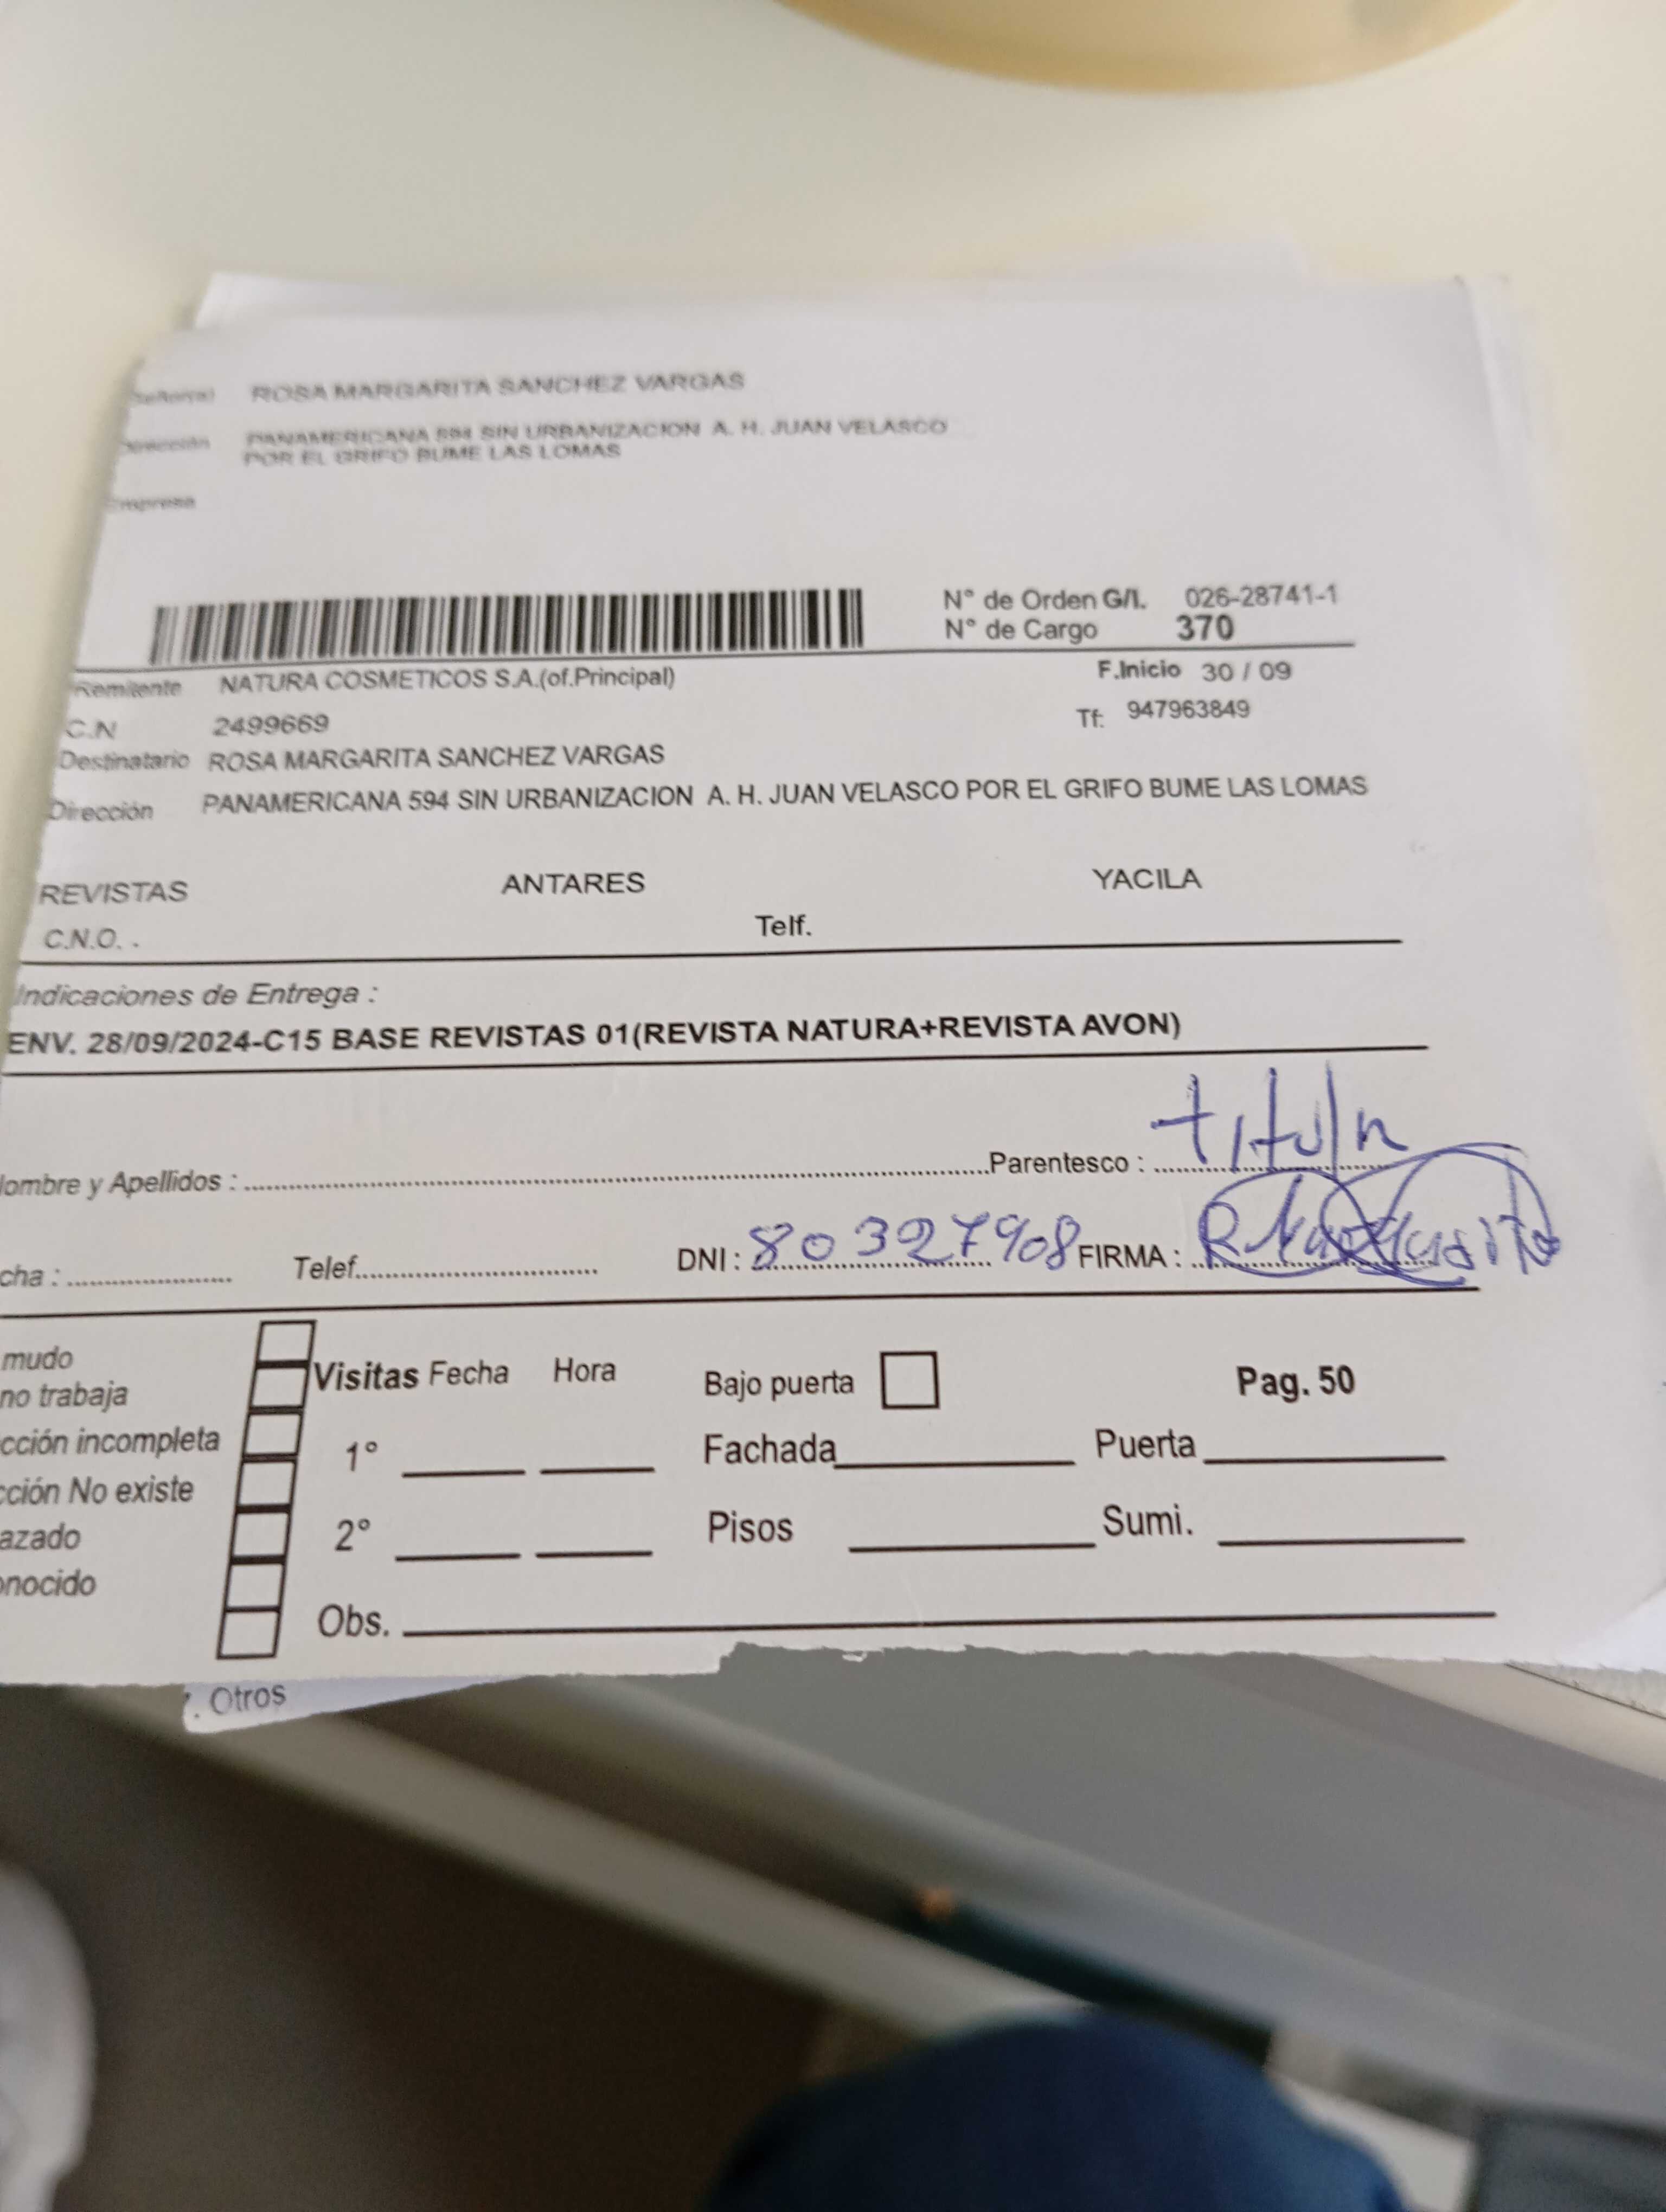 Señor(a) ROSA MARGARITA SANCHEZ VARGAS
Dirección PANAMERICANA 594 SIN URBANIZACION A. H. JUAN VELASCO
POR EL GRIFO BUME LAS LOMAS
Empresa
N° de Orden G/I. 026-28741-1
N° de Cargo 370
Remitente NATURA COSMETICOS S.A.(of.Principal) F.Inicio 30 / 09
C.N 2499669 Tf: 947963849
Destinatario ROSA MARGARITA SANCHEZ VARGAS
Dirección PANAMERICANA 594 SIN URBANIZACION A. H. JUAN VELASCO POR EL GRIFO BUME LAS LOMAS
REVISTAS ANTARES YACILA
C.N.O. . Telf.
Indicaciones de Entrega :
ENV. 28/09/2024-C15 BASE REVISTAS 01(REVISTA NATURA+REVISTA AVON)
ombre y Apellidos : Parentesco :
cha : Telef. DNI : 80327908 FIRMA :
mudo
no trabaja Visitas Fecha Hora Bajo puerta Pag. 50
cción incompleta 1° Fachada Puerta
cción No existe
azado 2° Pisos Sumi.
onocido
Obs.
. Otros